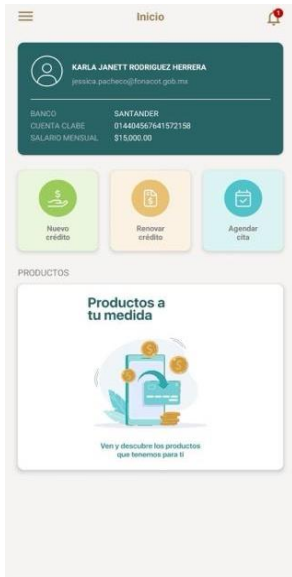 Inicio
KARLA JANETT RODRIGUEZ HERRERA
jessica.pacheco@fonacot.gob.mx
BANCO SANTANDER
CUENTA CLABE 014404567641572158
SALARIO MENSUAL $15,000.00
Nuevo crédito
Renovar crédito
Agendar cita
PRODUCTOS
Productos a
tu medida
Ven y descubre los productos
que tenemos para ti